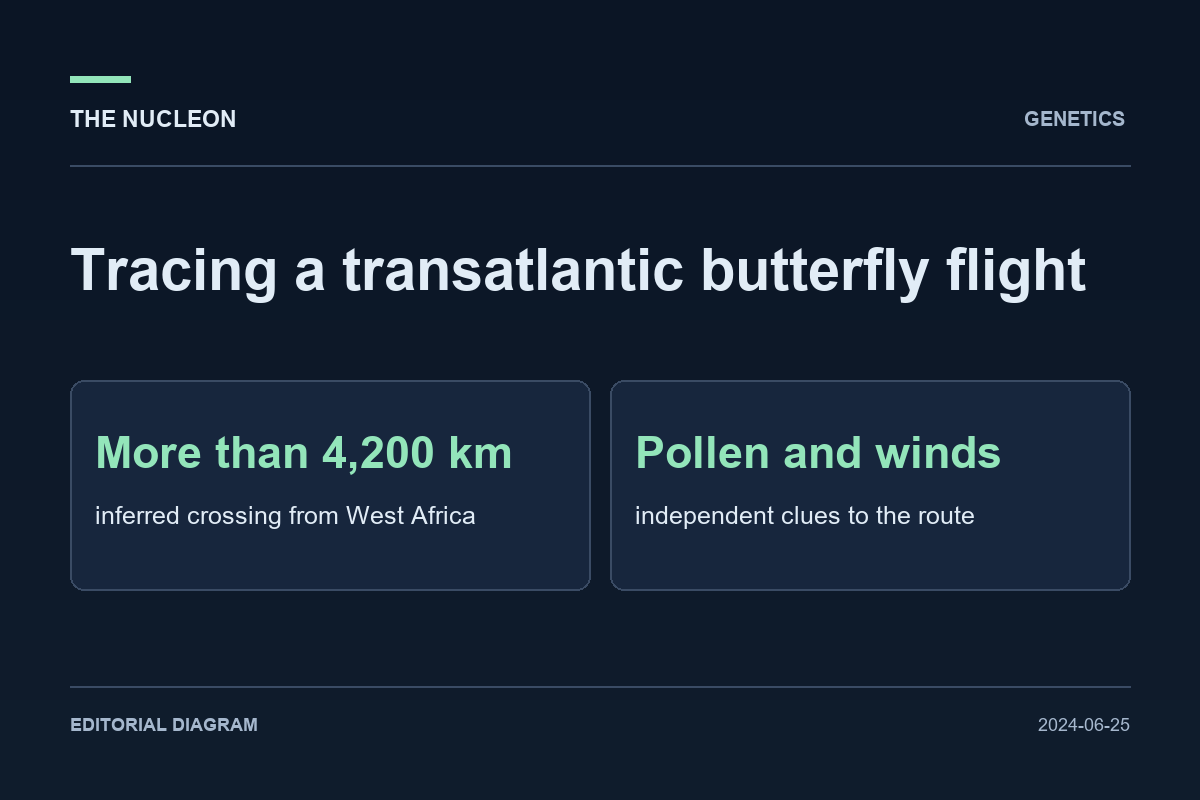 THE NUCLEON
GENETICS
Tracing a transatlantic butterfly flight
More than 4,200 km
inferred crossing from West Africa
Pollen and winds
independent clues to the route
EDITORIAL DIAGRAM
2024-06-25